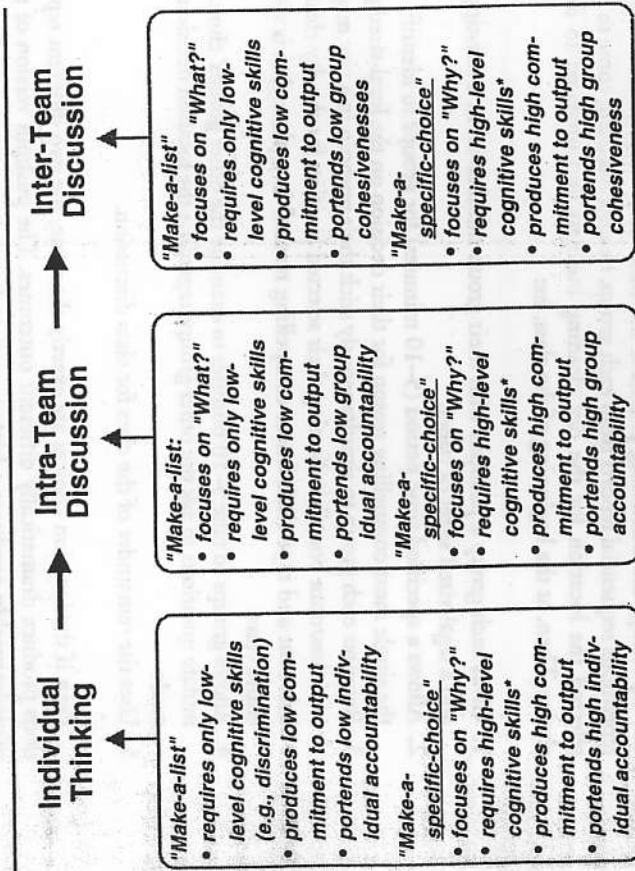 Individual
Thinking
Intra-Team
Discussion
Inter-Team
Discussion
"Make-a-list"
• requires only low-
level cognitive skills
(e.g., discrimination)
• produces low com-
mitment to output
• portends low indiv-
idual accountability
"Make-a-
specific-choice"
• focuses on "Why?"
• requires high-level
cognitive skills*
• produces high com-
mitment to output
• portends high indiv-
idual accountability
"Make-a-list:
• focuses on "What?"
• requires only low-
level cognitive skills
• produces low com-
mitment to output
• portends low group
idual accountability
"Make-a-
specific-choice"
• focuses on "Why?"
• requires high-level
cognitive skills*
• produces high com-
mitment to output
• portends high group
accountability
"Make-a-list"
• focuses on "What?"
• requires only low-
level cognitive skills
• produces low com-
mitment to output
• portends low group
cohesivenesses
"Make-a-
specific-choice"
• focuses on "Why?"
• requires high-level
cognitive skills*
• produces high com-
mitment to output
• portends high group
cohesiveness